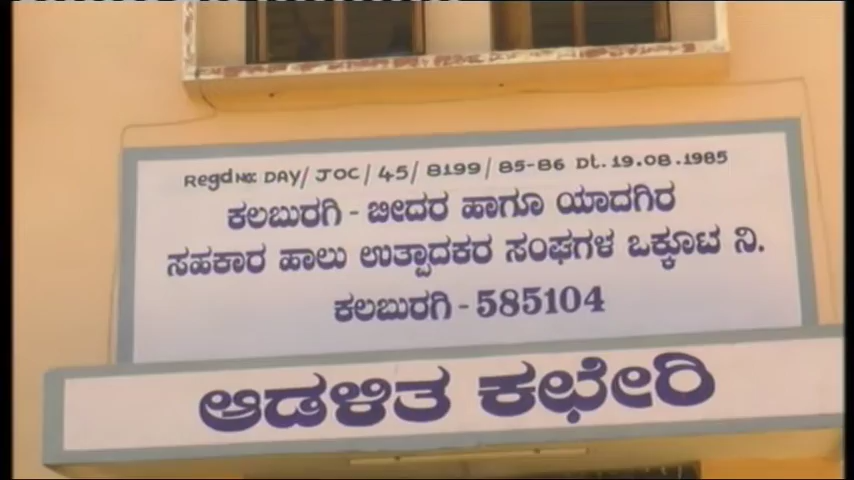 Regd No: DAY/ JOC/ 45/ 8199/ 85-86 Dt. 19.08.1985
ಕಲಬುರಗಿ - ಬೀದರ ಹಾಗೂ ಯಾದಗಿರ
ಸಹಕಾರ ಹಾಲು ಉತ್ಪಾದಕರ ಸಂಘಗಳ ಒಕ್ಕೂಟ ನಿ.
ಕಲಬುರಗಿ - 585104
ಆಡಳಿತ ಕಛೇರಿ